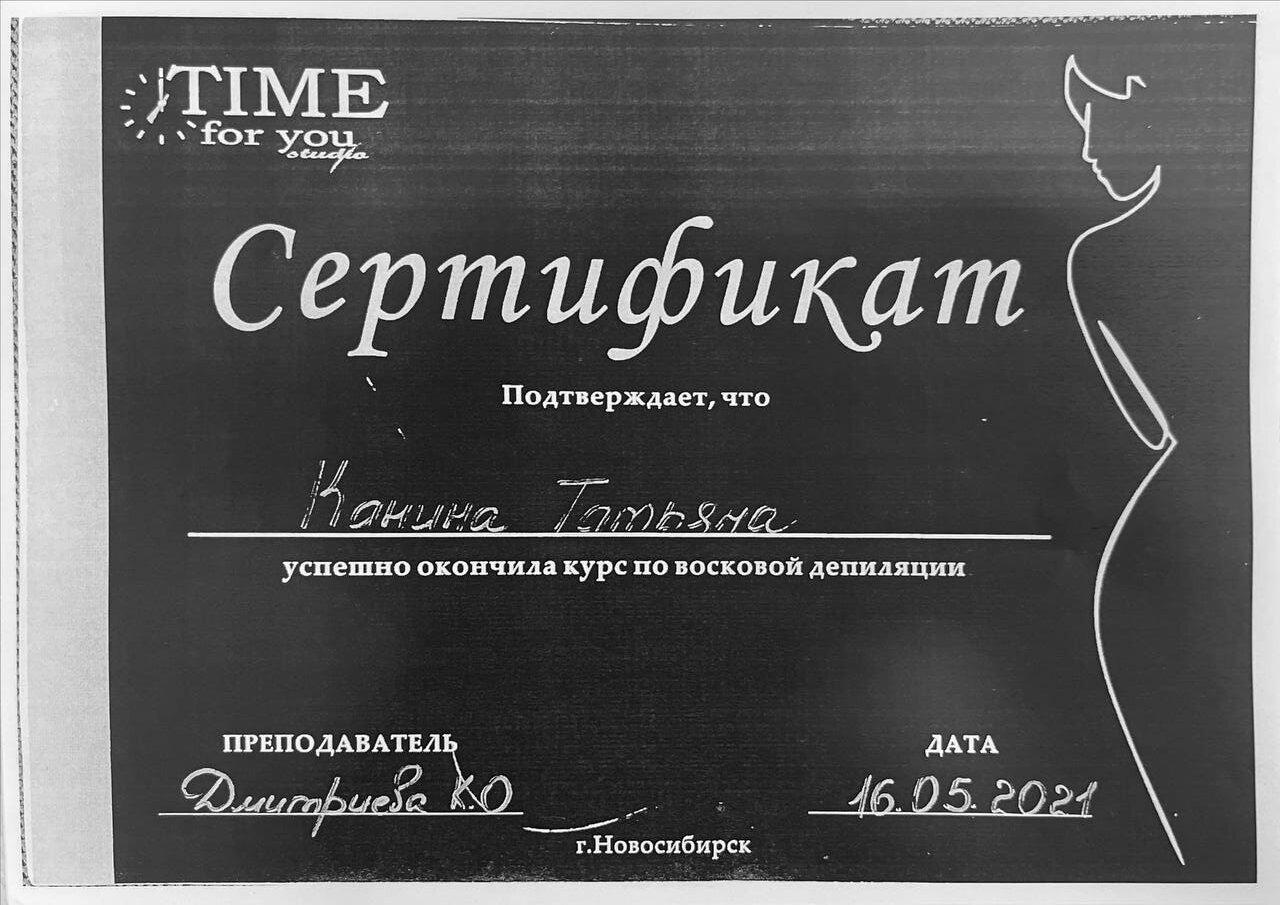 TIME
for you
studio
Сертификат
Подтверждает, что
Канина Татьяна
успешно окончила курс по восковой депиляции
ПРЕПОДАВАТЕЛЬ
Дмитриева К.О
ДАТА
16.05.2021
г.Новосибирск